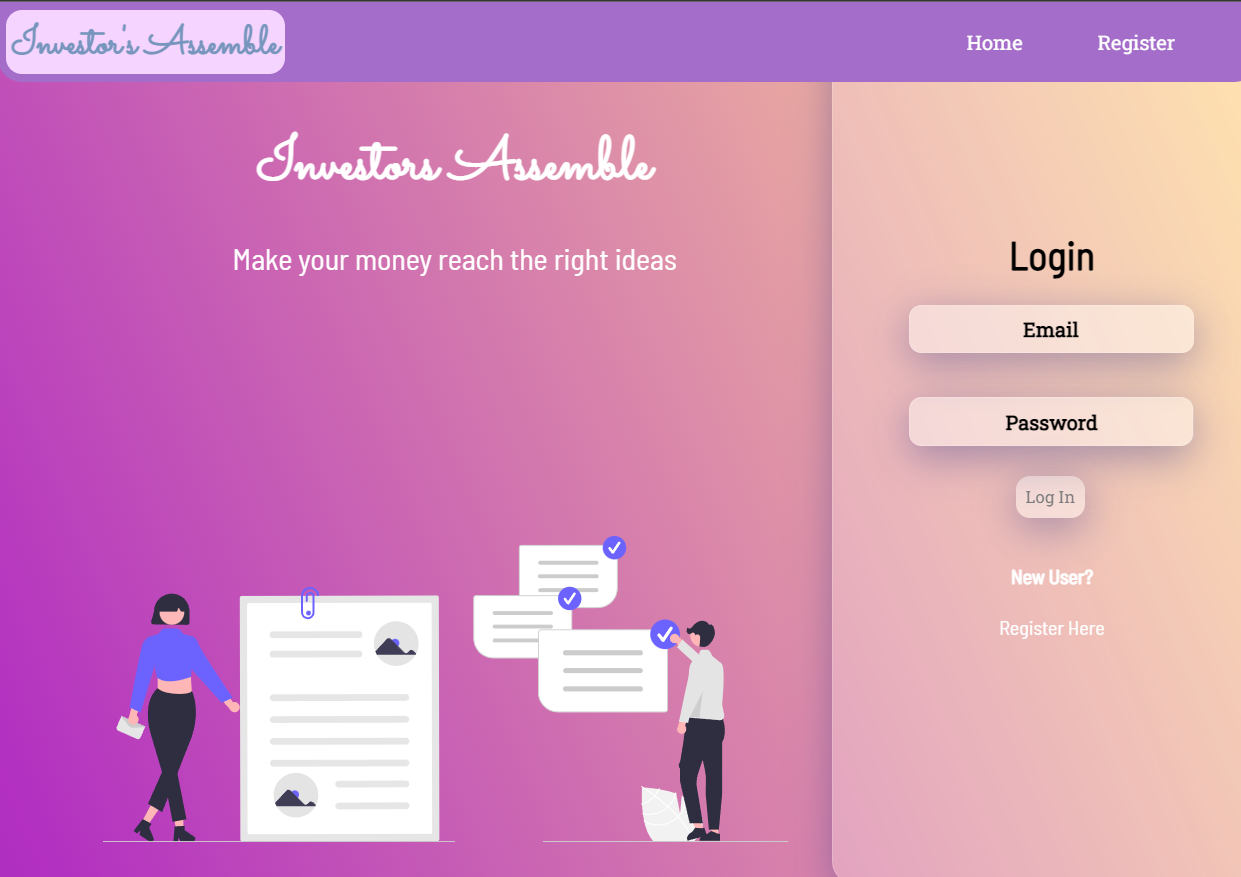 Investor's Assemble
Home
Register
Investors Assemble
Make your money reach the right ideas
Login
Email
Password
Log In
New User?
Register Here